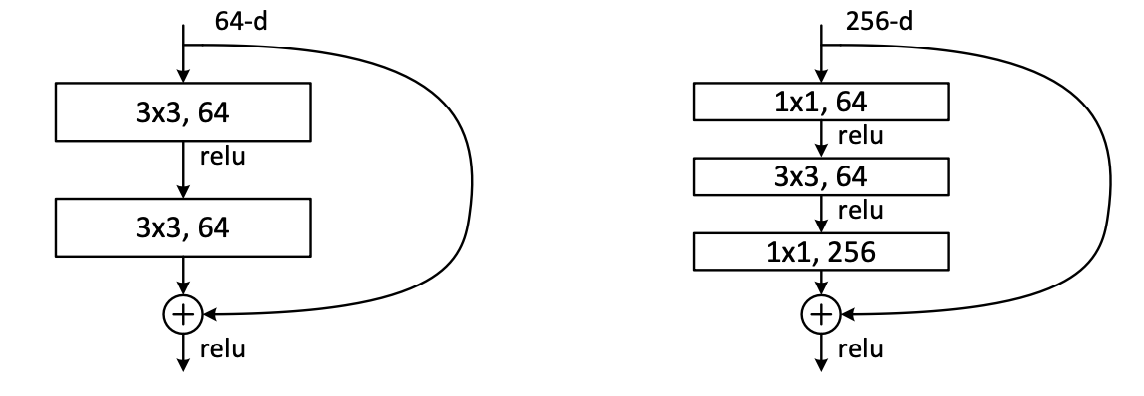 64-d
3x3, 64
relu
3x3, 64
relu
256-d
1x1, 64
relu
3x3, 64
relu
1x1, 256
relu